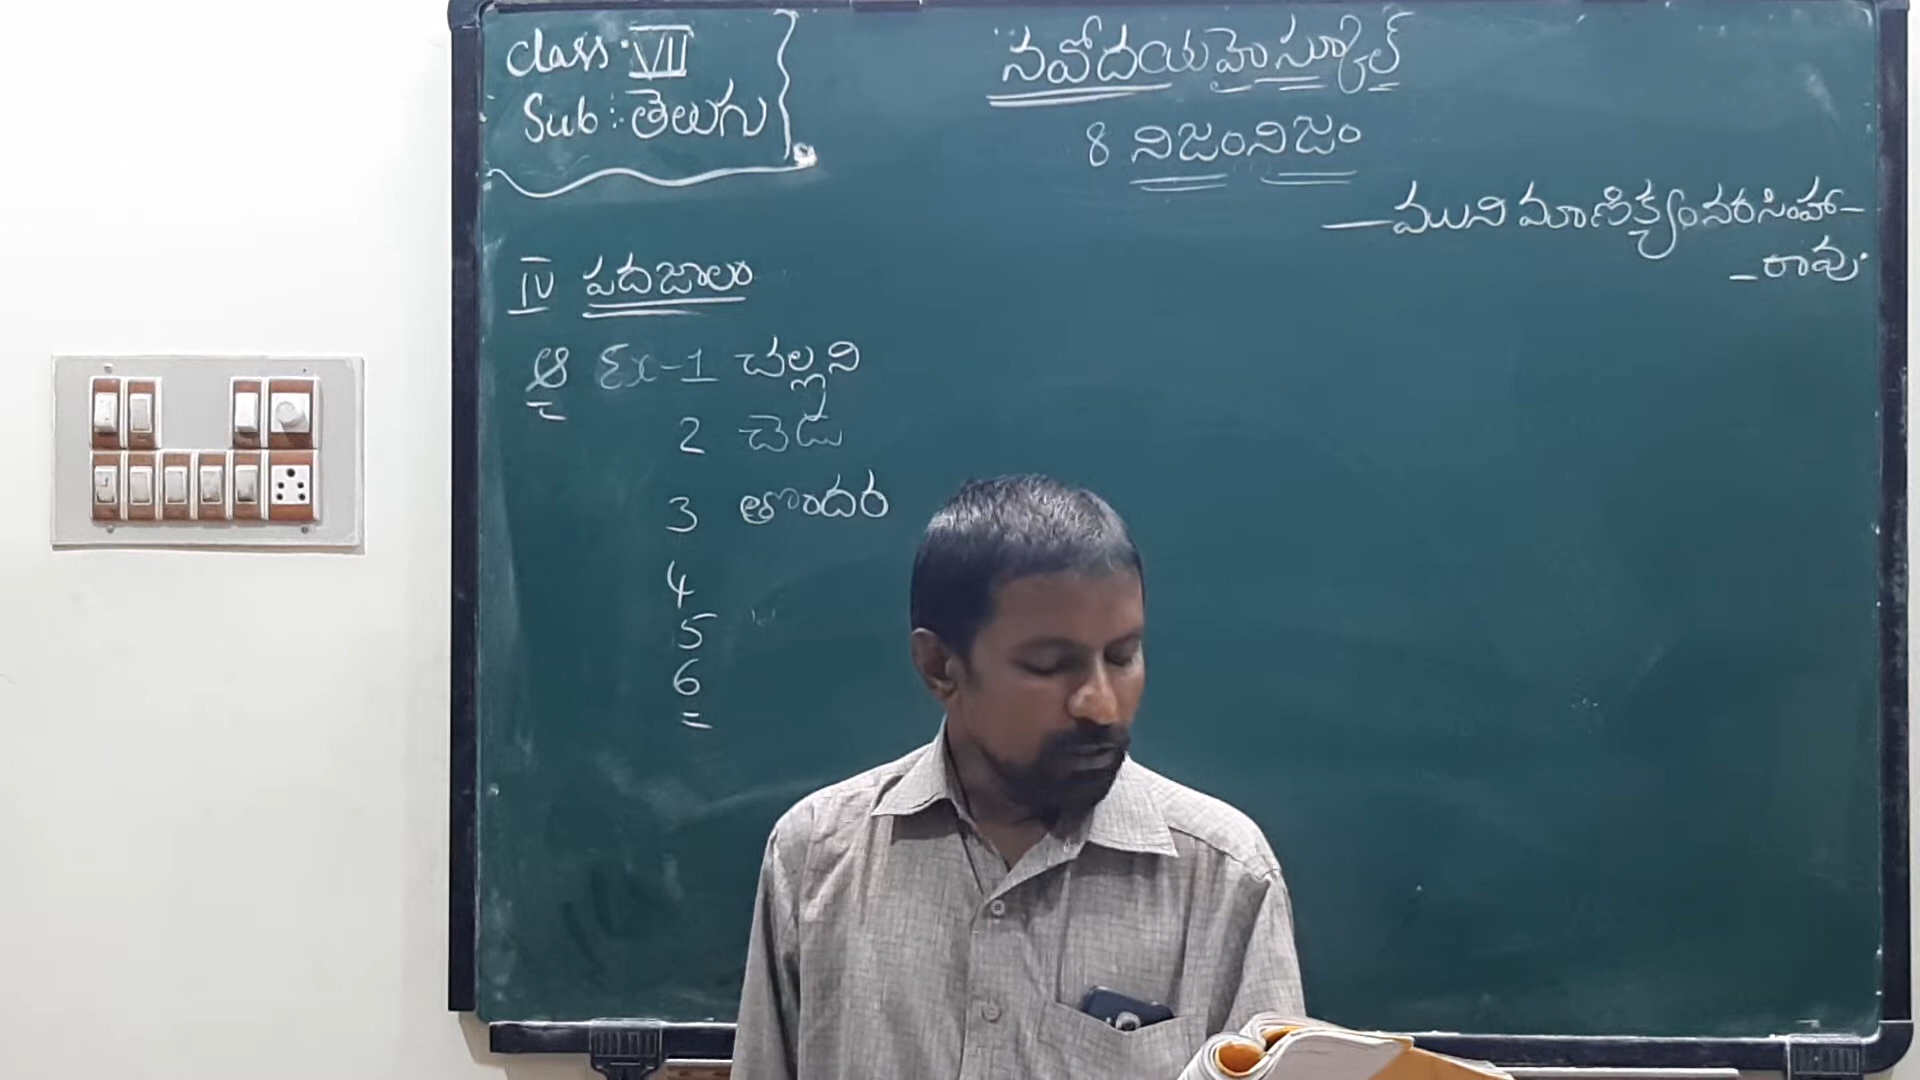 class: VII
Sub: తెలుగు
నవోదయ హై స్కూల్
8 నిజం నిజం
— ముని మాణిక్యం నరసింహా-
- రావు.
IV పదజాలం
ఆ Ex-1 చల్లని
2 చెడు
3 తొందర
4
5
6